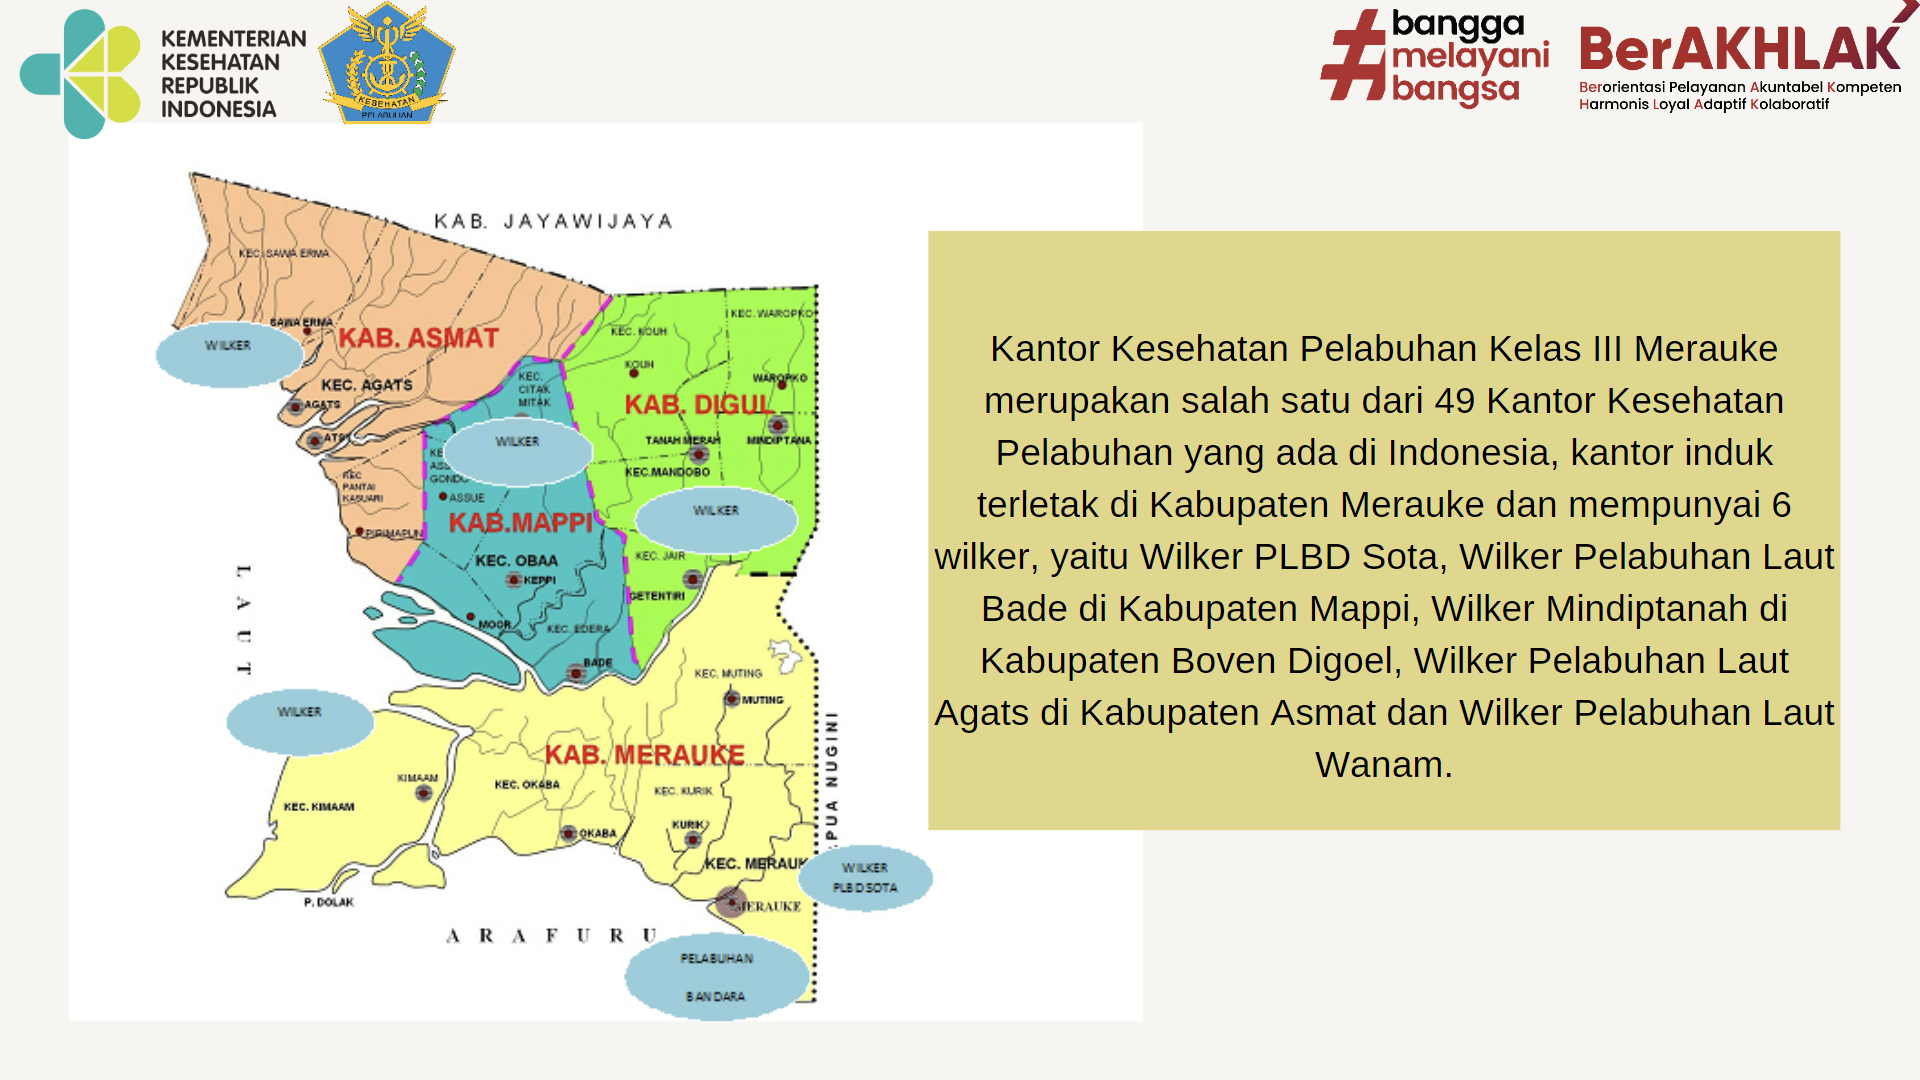 KEMENTERIAN
KESEHATAN
REPUBLIK
INDONESIA
KESEHATAN
PELABUHAN
#bangga
melayani
bangsa
BerAKHLAK
Berorientasi Pelayanan Akuntabel Kompeten
Harmonis Loyal Adaptif Kolaboratif
KAB. JAYAWIJAYA
KEC. SAWA ERMA
SAWA ERMA
KAB. ASMAT
WILKER
KEC. AGATS
AGATS
KEC
PANTAI
KASUARI
PIRIMAPUN
KEC. WAROPKO
KEC. KOUH
KOUH
WAROPKO
KAB. DIGUL
TANAH MERAH
MINDIPTANA
KEC.MANDOBO
WILKER
KEC. JAIR
GETENTIRI
KEC.
CITAK
MITAK
WILKER
ASSUE
KAB.MAPPI
KEC. OBAA
KEPPI
MOOR
KEC. EDERA
BADE
LAUT
WILKER
KEC. MUTING
MUTING
KAB. MERAUKE
KIMAAM
KEC. KIMAAM
KEC. OKABA
OKABA
KEC. KURIK
KURIK
KEC. MERAUK
MERAUKE
P. DOLAK
ARAFURU
PUA NUGINI
WILKER
PLBD SOTA
PELABUHAN
BANDARA
Kantor Kesehatan Pelabuhan Kelas III Merauke
merupakan salah satu dari 49 Kantor Kesehatan
Pelabuhan yang ada di Indonesia, kantor induk
terletak di Kabupaten Merauke dan mempunyai 6
wilker, yaitu Wilker PLBD Sota, Wilker Pelabuhan Laut
Bade di Kabupaten Mappi, Wilker Mindiptanah di
Kabupaten Boven Digoel, Wilker Pelabuhan Laut
Agats di Kabupaten Asmat dan Wilker Pelabuhan Laut
Wanam.